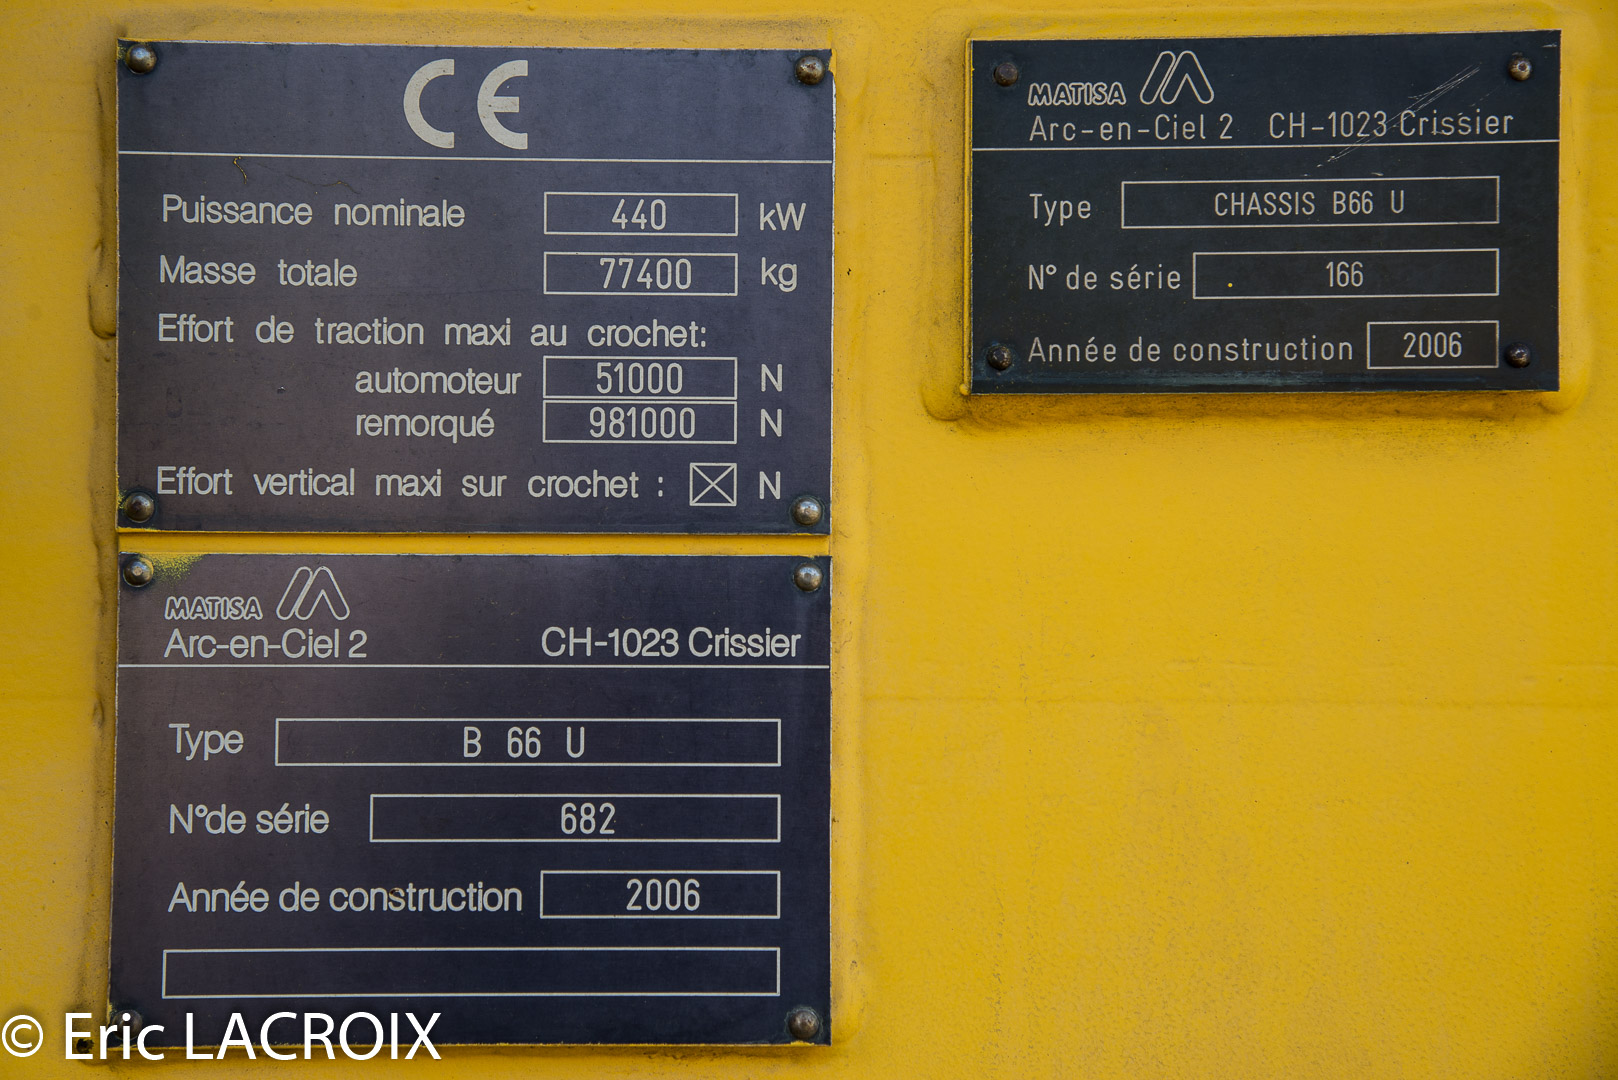 CE
Puissance nominale 440 kW
Masse totale 77400 kg
Effort de traction maxi au crochet:
automoteur 51000 N
remorqué 981000 N
Effort vertical maxi sur crochet : N
MATISA
Arc-en-Ciel 2 CH-1023 Crissier
Type B 66 U
N°de série 682
Année de construction 2006
MATISA
Arc-en-Ciel 2 CH-1023 Crissier
Type CHASSIS B66 U
N° de série 166
Année de construction 2006
© Eric LACROIX